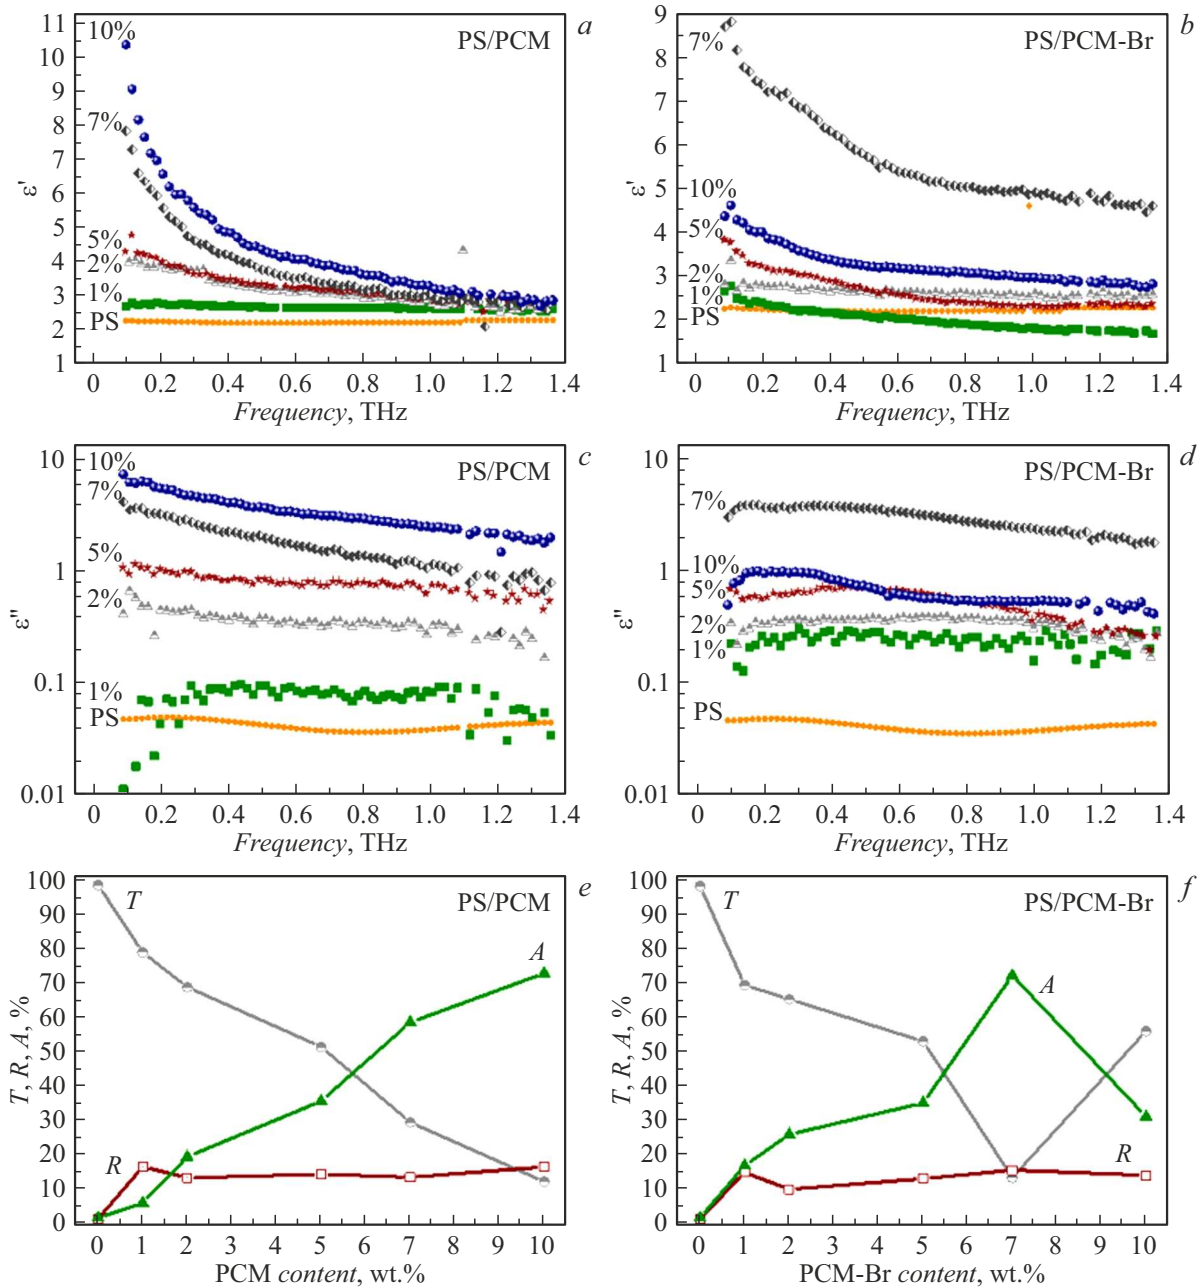 a
PS/PCM
ε'
11
10
9
8
7
6
5
4
3
2
1
10%
7%
5%
2%
1%
PS
0 0.2 0.4 0.6 0.8 1.0 1.2 1.4
Frequency, THz
b
PS/PCM-Br
ε'
9
8
7
6
5
4
3
2
1
7%
10%
5%
2%
1%
PS
0 0.2 0.4 0.6 0.8 1.0 1.2 1.4
Frequency, THz
c
PS/PCM
ε''
10
1
0.1
0.01
10%
7%
5%
2%
1%
PS
0 0.2 0.4 0.6 0.8 1.0 1.2 1.4
Frequency, THz
d
PS/PCM-Br
ε''
10
1
0.1
0.01
7%
10%
5%
2%
1%
PS
0 0.2 0.4 0.6 0.8 1.0 1.2 1.4
Frequency, THz
e
PS/PCM
T, R, A, %
100
90
80
70
60
50
40
30
20
10
0
T
A
R
0 1 2 3 4 5 6 7 8 9 10
PCM content, wt.%
f
PS/PCM-Br
T, R, A, %
100
90
80
70
60
50
40
30
20
10
0
T
A
R
0 1 2 3 4 5 6 7 8 9 10
PCM-Br content, wt.%